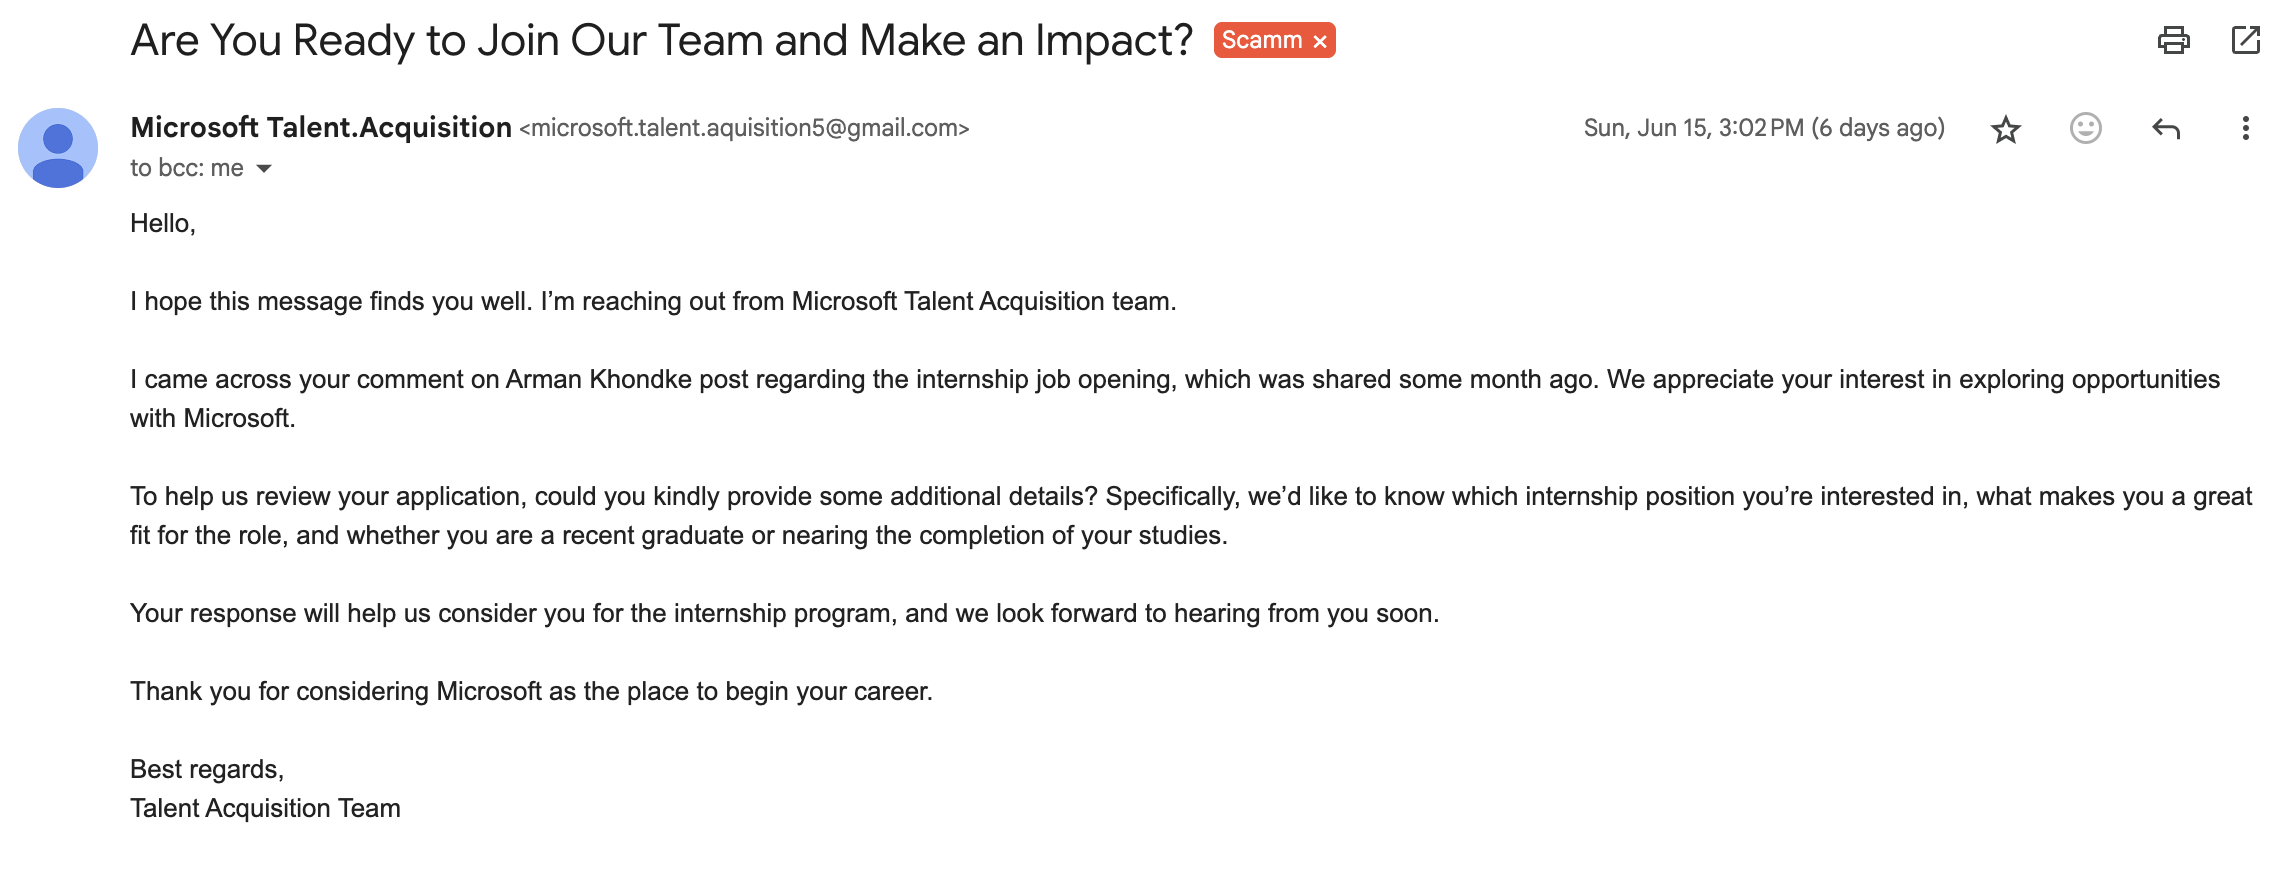 Are You Ready to Join Our Team and Make an Impact? Scamm ×
Microsoft Talent.Acquisition <microsoft.talent.aquisition5@gmail.com> Sun, Jun 15, 3:02 PM (6 days ago)
to bcc: me
Hello,
I hope this message finds you well. I’m reaching out from Microsoft Talent Acquisition team.
I came across your comment on Arman Khondke post regarding the internship job opening, which was shared some month ago. We appreciate your interest in exploring opportunities
with Microsoft.
To help us review your application, could you kindly provide some additional details? Specifically, we’d like to know which internship position you’re interested in, what makes you a great
fit for the role, and whether you are a recent graduate or nearing the completion of your studies.
Your response will help us consider you for the internship program, and we look forward to hearing from you soon.
Thank you for considering Microsoft as the place to begin your career.
Best regards,
Talent Acquisition Team